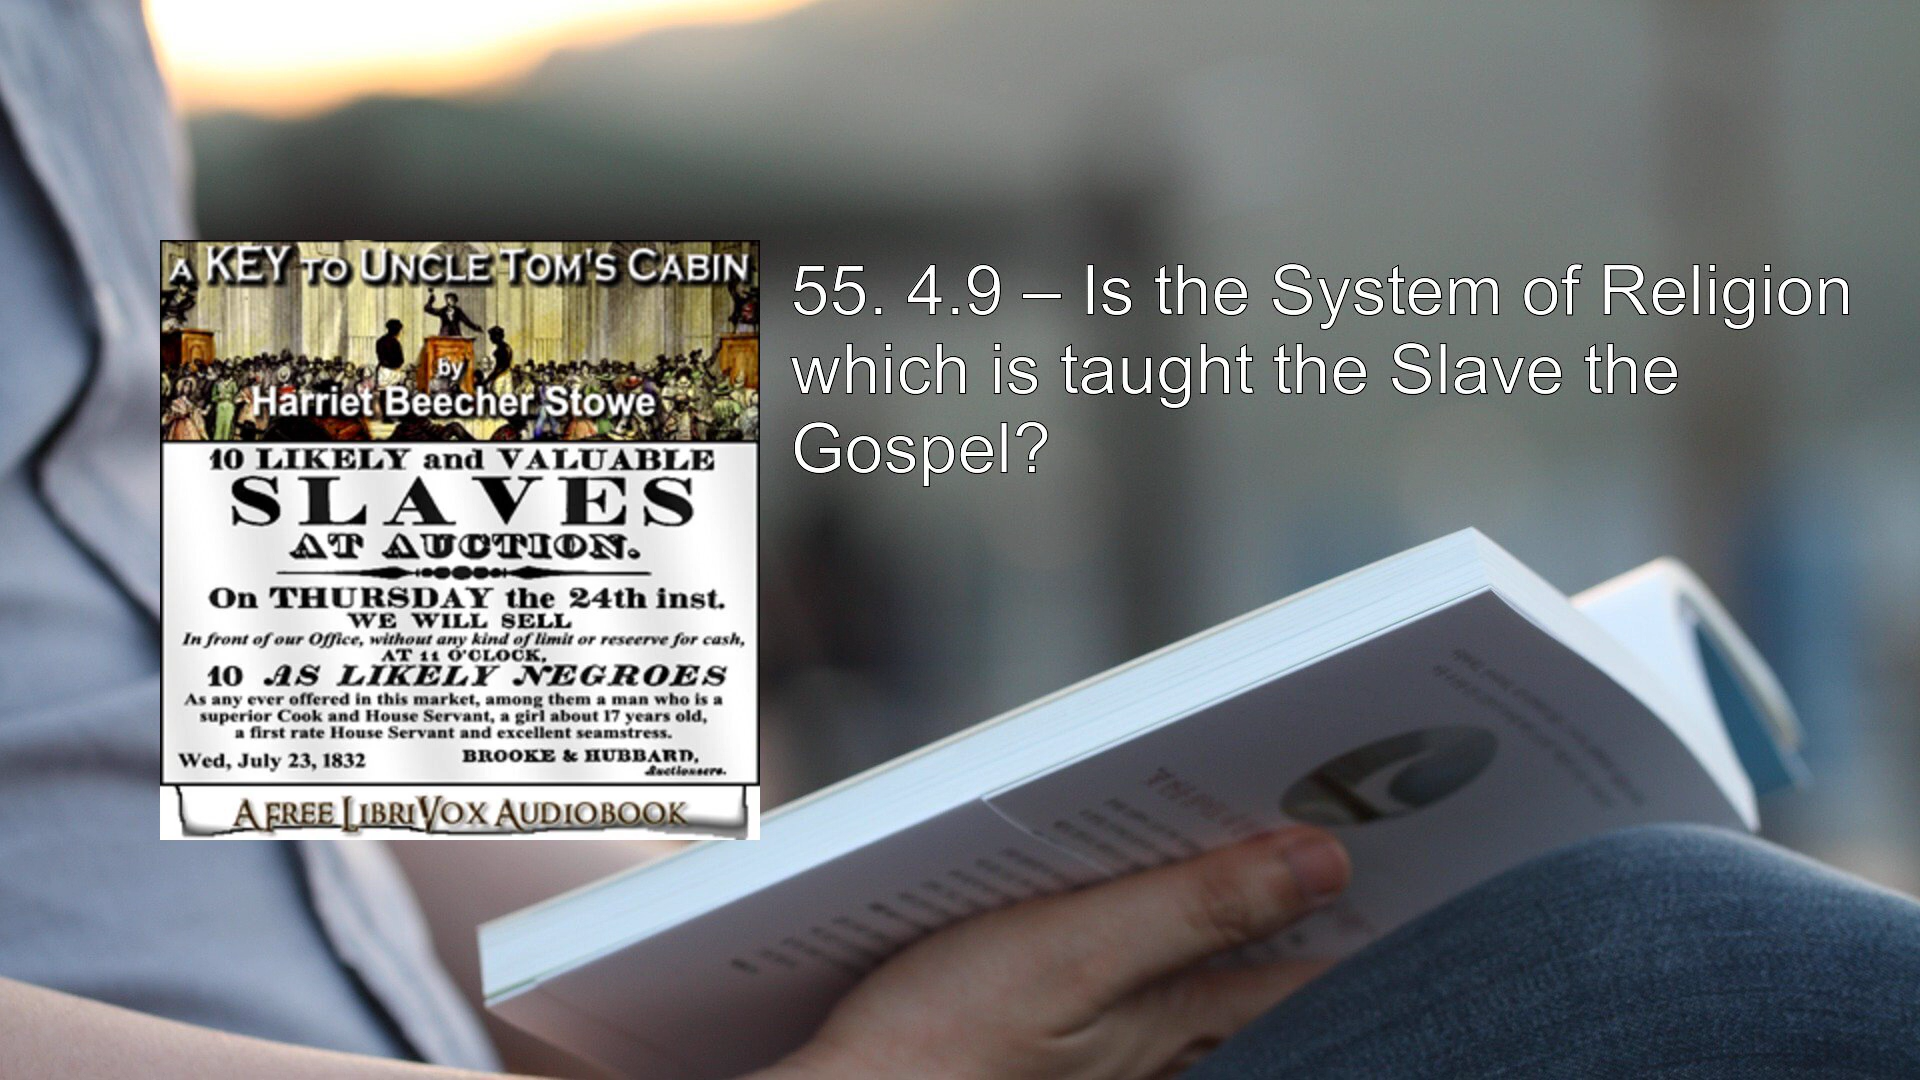 A KEY TO UNCLE TOM'S CABIN
by
Harriet Beecher Stowe
10 LIKELY and VALUABLE
SLAVES
AT AUCTION.
On THURSDAY the 24th inst.
WE WILL SELL
In front of our Office, without any kind of limit or reseerve for cash,
AT 11 O'CLOCK,
10 AS LIKELY NEGROES
As any ever offered in this market, among them a man who is a
superior Cook and House Servant, a girl about 17 years old,
a first rate House Servant and excellent seamstress.
Wed, July 23, 1832 BROOKE & HUBBARD,
Auctioneers.
A FREE LIBRIVOX AUDIOBOOK
55. 4.9 – Is the System of Religion
which is taught the Slave the
Gospel?